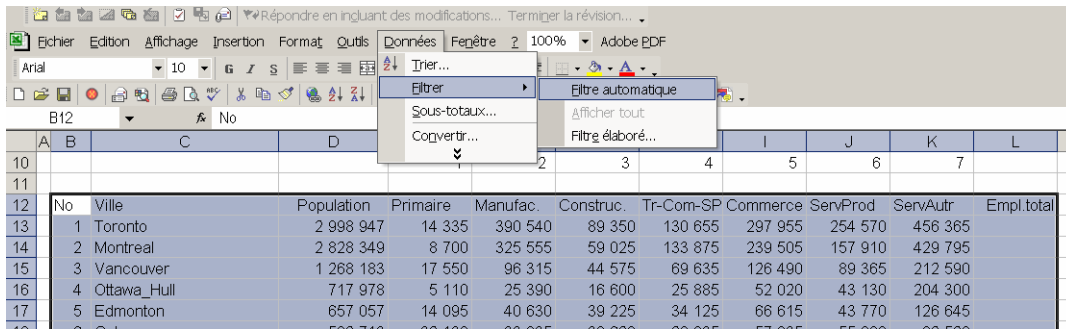 Répondre en incluant des modifications... Terminer la révision...
Fichier Edition Affichage Insertion Format Outils Données Fenêtre ? 100% Adobe PDF
Arial 10 G I S Trier...
Filtrer Filtre automatique
Sous-totaux... Afficher tout
B12 fx No
Convertir... Filtre élaboré...
A B C D I J K L
10 1 2 3 4 5 6 7
11
12 No Ville Population Primaire Manufac. Construc. Tr-Com-SP Commerce ServProd ServAutr Empl.total
13 1 Toronto 2 998 947 14 335 390 540 89 350 130 655 297 955 254 570 456 365
14 2 Montreal 2 828 349 8 700 325 555 59 025 133 875 239 505 157 910 429 795
15 3 Vancouver 1 268 183 17 550 96 315 44 575 69 635 126 490 89 365 212 590
16 4 Ottawa_Hull 717 978 5 110 25 390 16 600 25 885 52 020 43 130 204 300
17 5 Edmonton 657 057 14 095 40 630 39 225 34 125 66 615 43 770 126 645